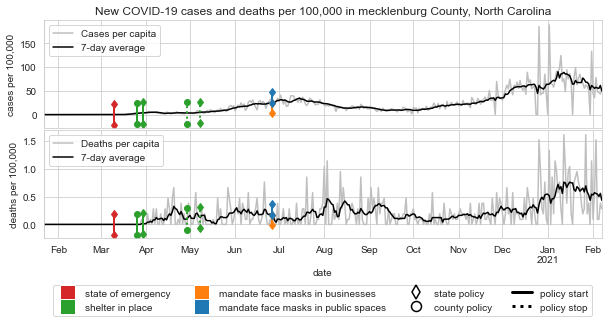 New COVID-19 cases and deaths per 100,000 in mecklenburg County, North Carolina
cases per 100,000
150
100
50
0
Cases per capita
7-day average
deaths per 100,000
1.5
1.0
0.5
0.0
Deaths per capita
7-day average
Feb Mar Apr May Jun Jul Aug Sep Oct Nov Dec Jan Feb
2021
date
state of emergency mandate face masks in businesses state policy policy start
shelter in place mandate face masks in public spaces county policy policy stop